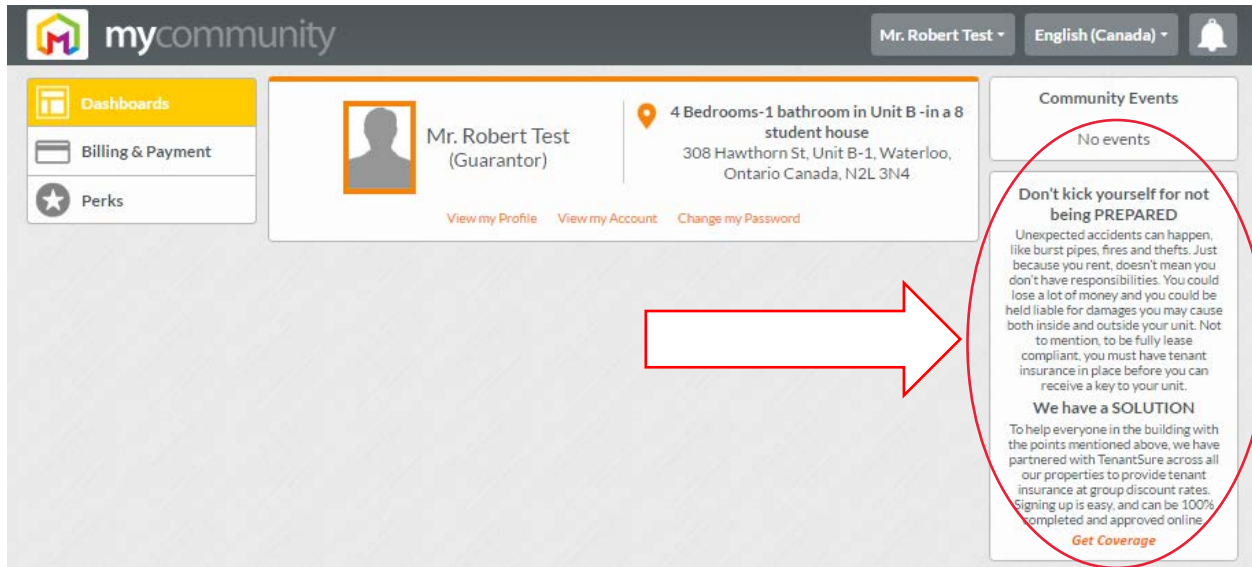 mycommunity
Mr. Robert Test
English (Canada)
Dashboards
Billing & Payment
Perks
Mr. Robert Test
(Guarantor)
4 Bedrooms-1 bathroom in Unit B -in a 8
student house
308 Hawthorn St, Unit B-1, Waterloo,
Ontario Canada, N2L 3N4
View my Profile View my Account Change my Password
Community Events
No events
Don't kick yourself for not
being PREPARED
Unexpected accidents can happen,
like burst pipes, fires and thefts. Just
because you rent, doesn't mean you
don't have responsibilities. You could
lose a lot of money and you could be
held liable for damages you may cause
both inside and outside your unit. Not
to mention, to be fully lease
compliant, you must have tenant
insurance in place before you can
receive a key to your unit.
We have a SOLUTION
To help everyone in the building with
the points mentioned above, we have
partnered with TenantSure across all
our properties to provide tenant
insurance at group discount rates.
Signing up is easy, and can be 100%
completed and approved online.
Get Coverage